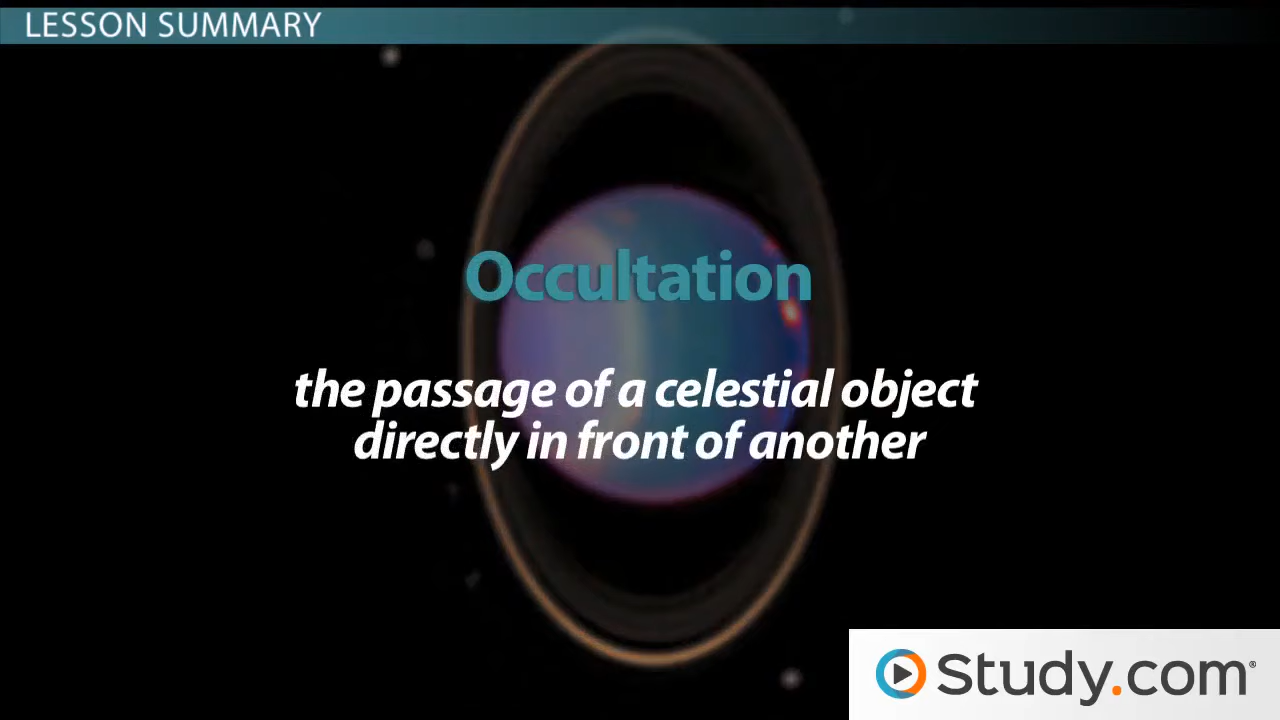 LESSON SUMMARY
Occultation
the passage of a celestial object
directly in front of another
Study.com®